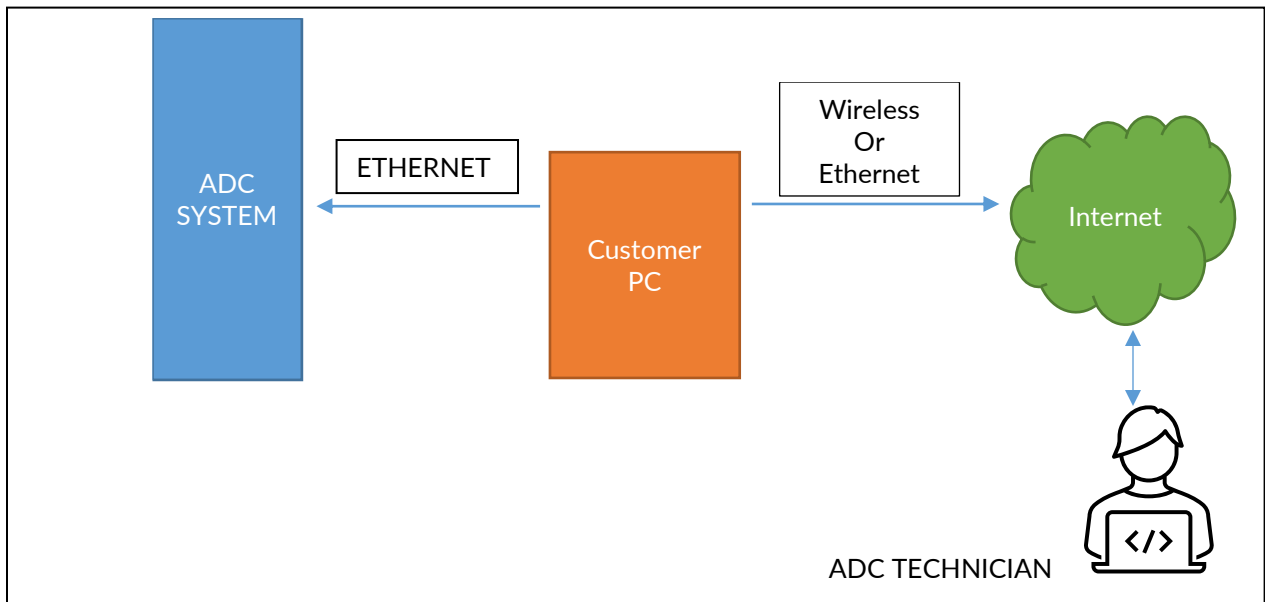 ADC
SYSTEM
ETHERNET
Customer
PC
Wireless
Or
Ethernet
Internet
</>
ADC TECHNICIAN